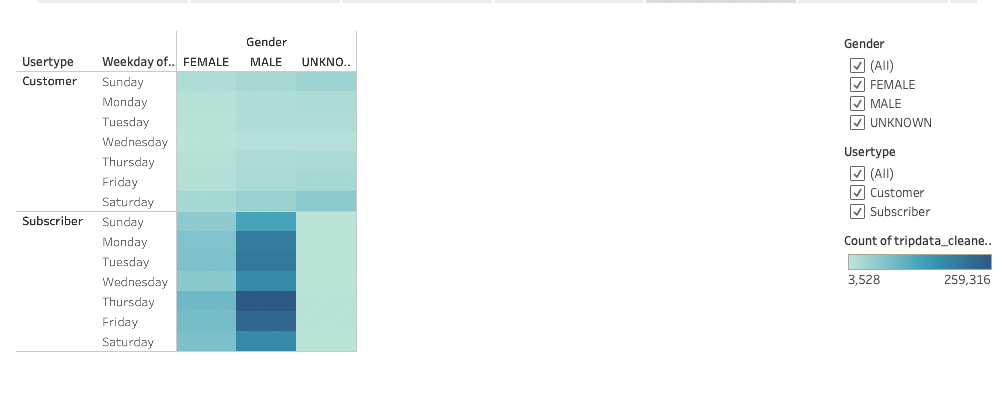 Gender
Usertype Weekday of.. FEMALE MALE UNKNO..
Customer Sunday
Monday
Tuesday
Wednesday
Thursday
Friday
Saturday
Subscriber Sunday
Monday
Tuesday
Wednesday
Thursday
Friday
Saturday
Gender
(All)
FEMALE
MALE
UNKNOWN
Usertype
(All)
Customer
Subscriber
Count of tripdata_cleane..
3,528 259,316